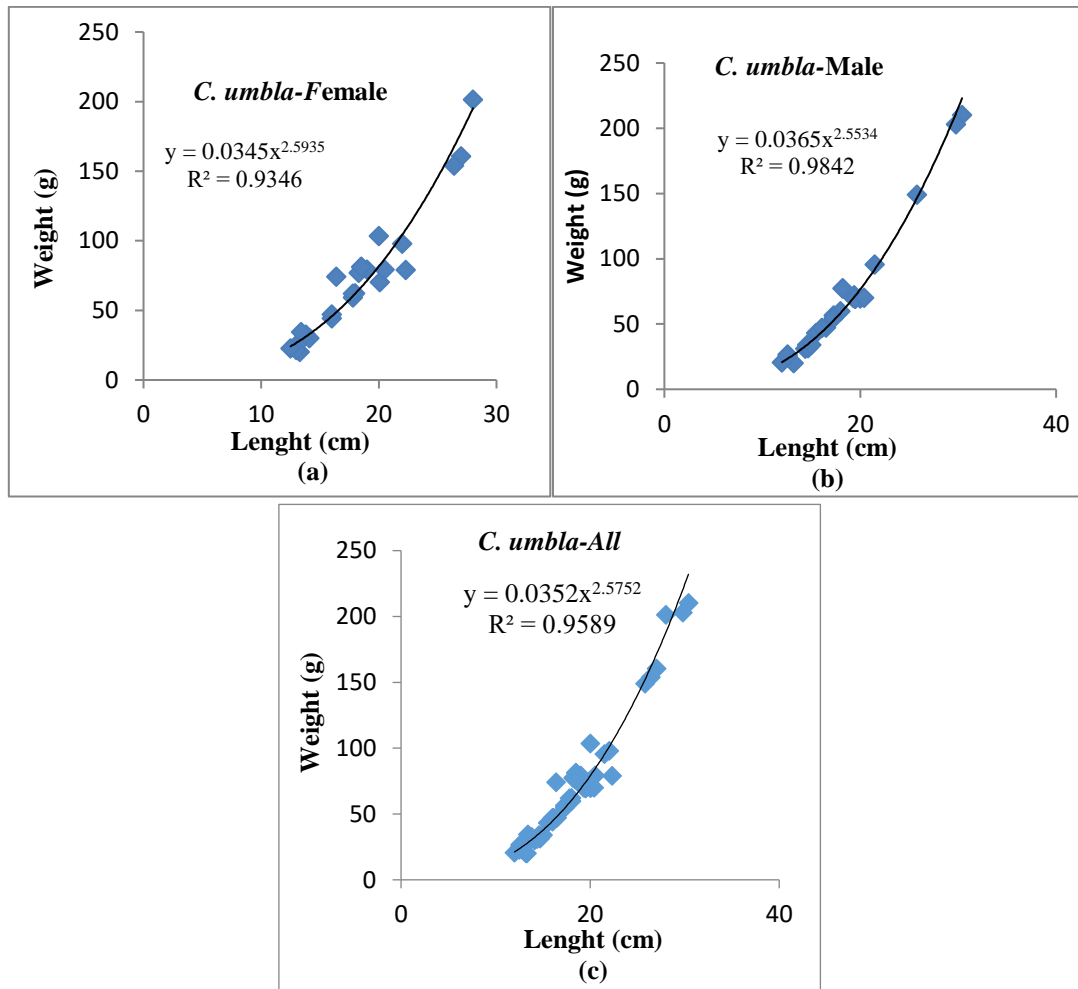 C. umbla-Female
y = 0.0345x^2.5935
R² = 0.9346
Weight (g)
250
200
150
100
50
0
0 10 20 30
Lenght (cm)
(a)
C. umbla-Male
y = 0.0365x^2.5534
R² = 0.9842
Weight (g)
250
200
150
100
50
0
0 20 40
Lenght (cm)
(b)
C. umbla-All
y = 0.0352x^2.5752
R² = 0.9589
Weight (g)
250
200
150
100
50
0
0 20 40
Lenght (cm)
(c)